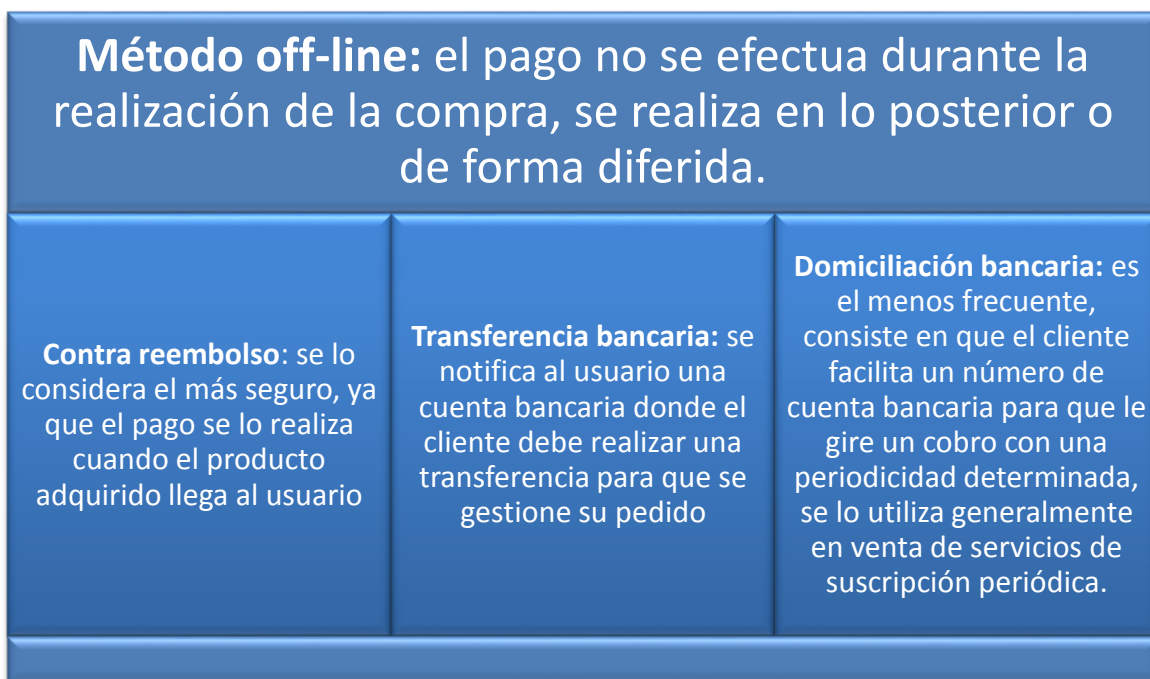 Método off-line: el pago no se efectua durante la
realización de la compra, se realiza en lo posterior o
de forma diferida.
Contra reembolso: se lo
considera el más seguro, ya
que el pago se lo realiza
cuando el producto
adquirido llega al usuario
Transferencia bancaria: se
notifica al usuario una
cuenta bancaria donde el
cliente debe realizar una
transferencia para que se
gestione su pedido
Domiciliación bancaria: es
el menos frecuente,
consiste en que el cliente
facilita un número de
cuenta bancaria para que le
gire un cobro con una
periodicidad determinada,
se lo utiliza generalmente
en venta de servicios de
suscripción periódica.